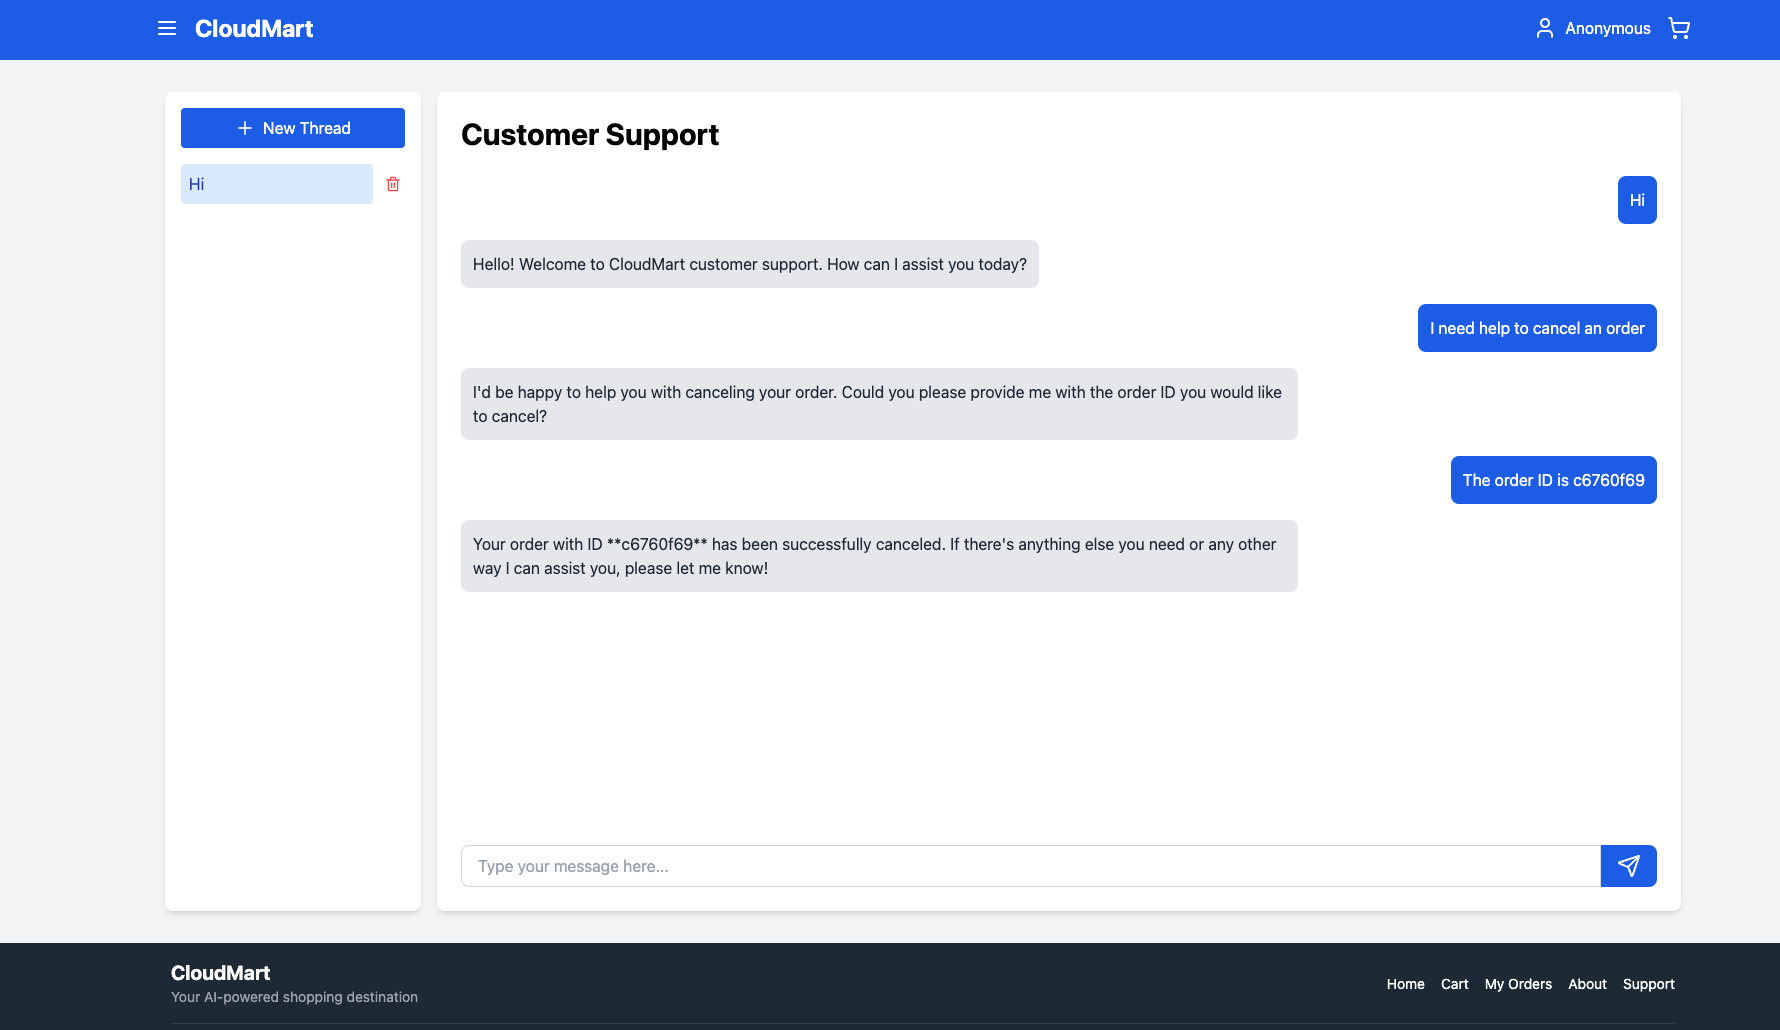 CloudMart
Anonymous
New Thread
Hi
Customer Support
Hi
Hello! Welcome to CloudMart customer support. How can I assist you today?
I need help to cancel an order
I'd be happy to help you with canceling your order. Could you please provide me with the order ID you would like
to cancel?
The order ID is c6760f69
Your order with ID **c6760f69** has been successfully canceled. If there's anything else you need or any other
way I can assist you, please let me know!
Type your message here...
CloudMart
Your AI-powered shopping destination
Home Cart My Orders About Support